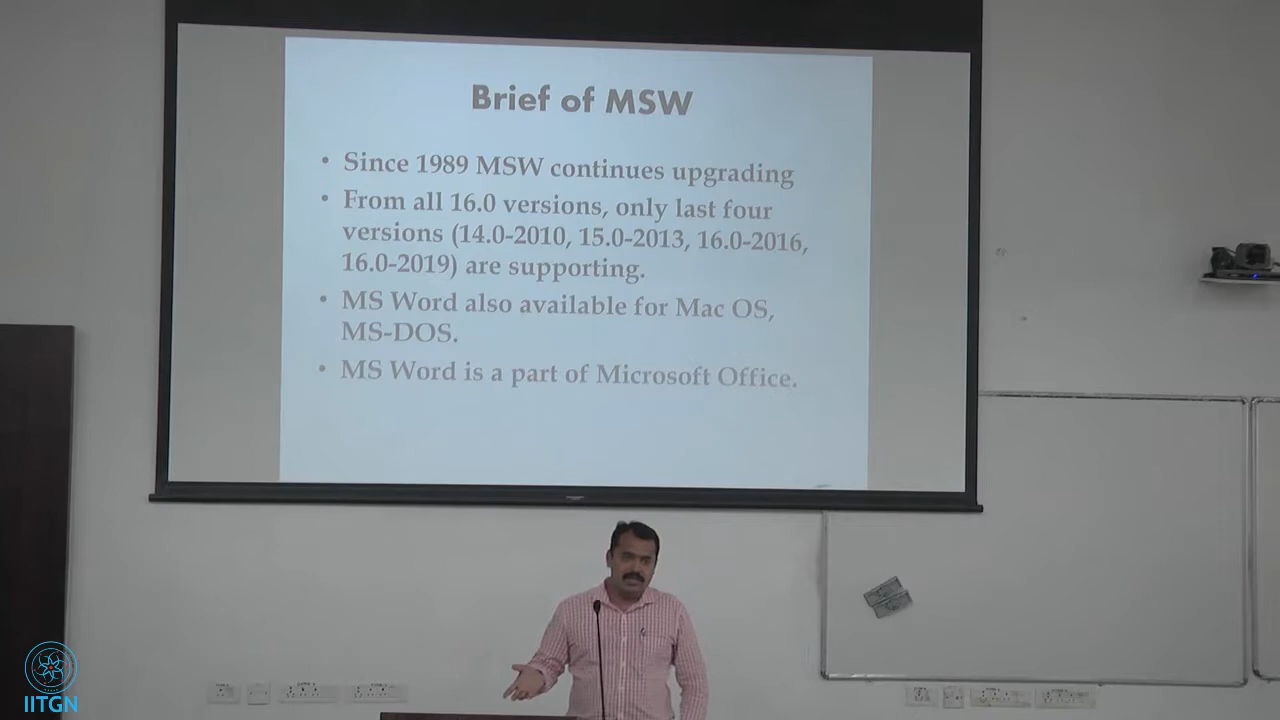 Brief of MSW
• Since 1989 MSW continues upgrading
• From all 16.0 versions, only last four
versions (14.0-2010, 15.0-2013, 16.0-2016,
16.0-2019) are supporting.
• MS Word also available for Mac OS,
MS-DOS.
• MS Word is a part of Microsoft Office.
IITGN